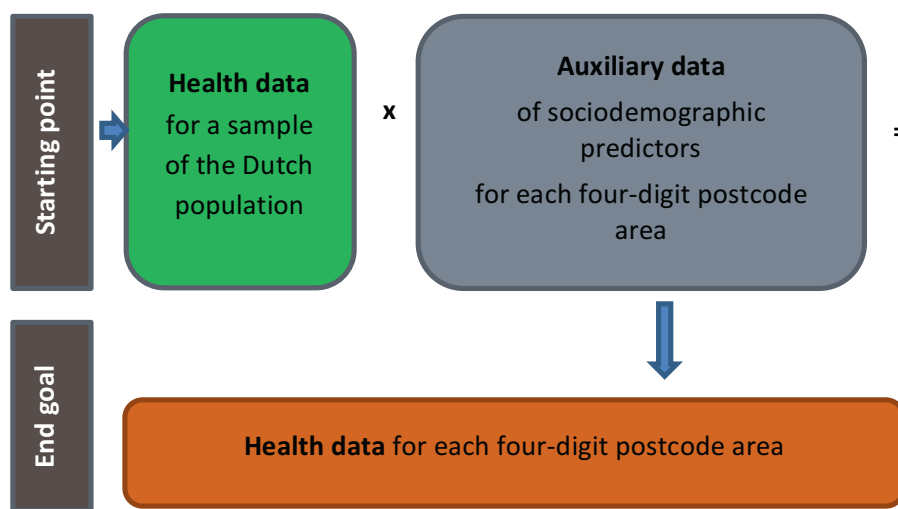 Starting point
Health data
for a sample
of the Dutch
population
x
Auxiliary data
of sociodemographic
predictors
for each four-digit postcode
area
=
End goal
Health data for each four-digit postcode area